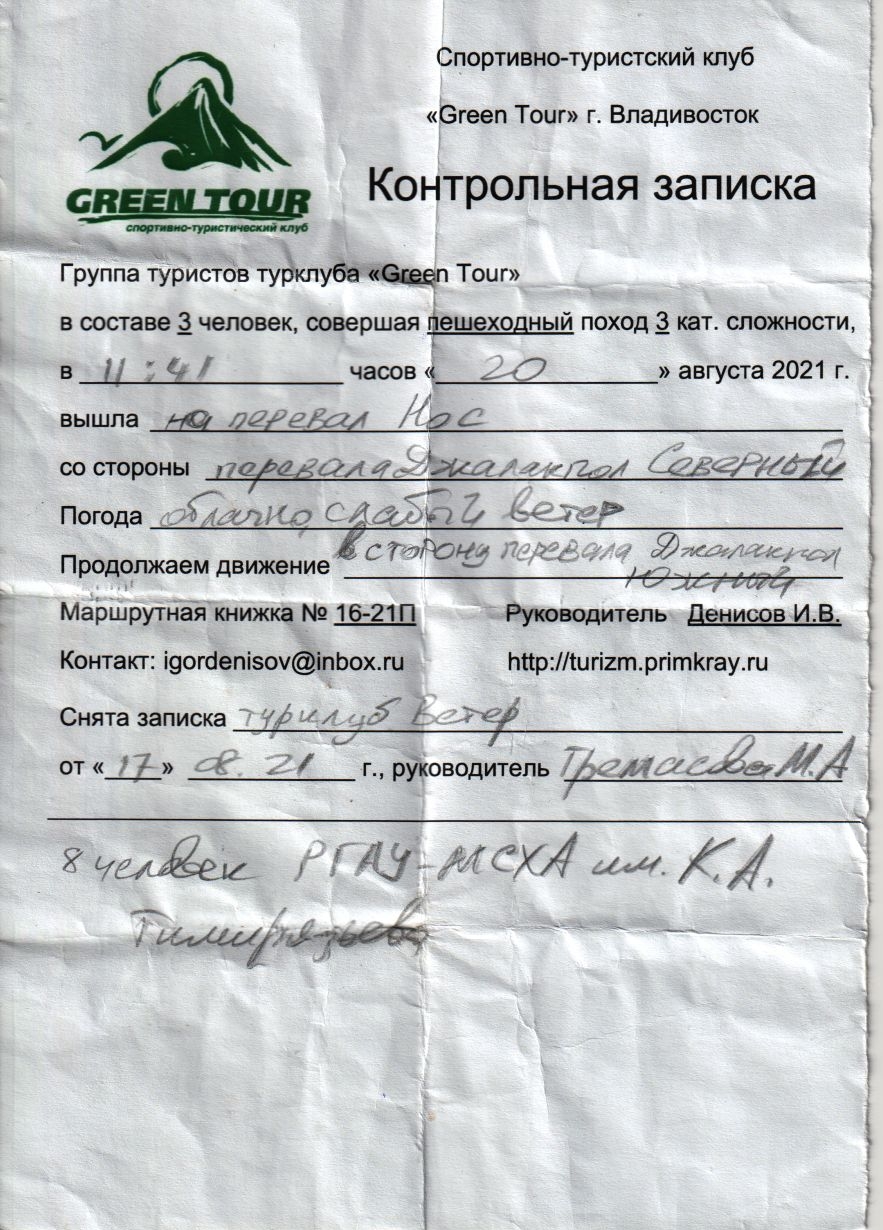 Спортивно-туристский клуб
«Green Tour» г. Владивосток
Контрольная записка
GREEN TOUR
спортивно-туристический клуб
Группа туристов турклуба «Green Tour»
в составе 3 человек, совершая пешеходный поход 3 кат. сложности,
в 11:41 часов « 20 » августа 2021 г.
вышла на перевал Нос
со стороны перевала Джалакпол Северный
Погода облачно, слабый ветер
Продолжаем движение в сторону перевала Джалакпол
Южный
Маршрутная книжка № 16-21П Руководитель Денисов И.В.
Контакт: igordenisov@inbox.ru http://turizm.primkray.ru
Снята записка турклуб Ветер
от «17» 08. 21 г., руководитель Тремасова М.А
8 человек РГАУ-МСХА им. К.А.
Тимирязьева